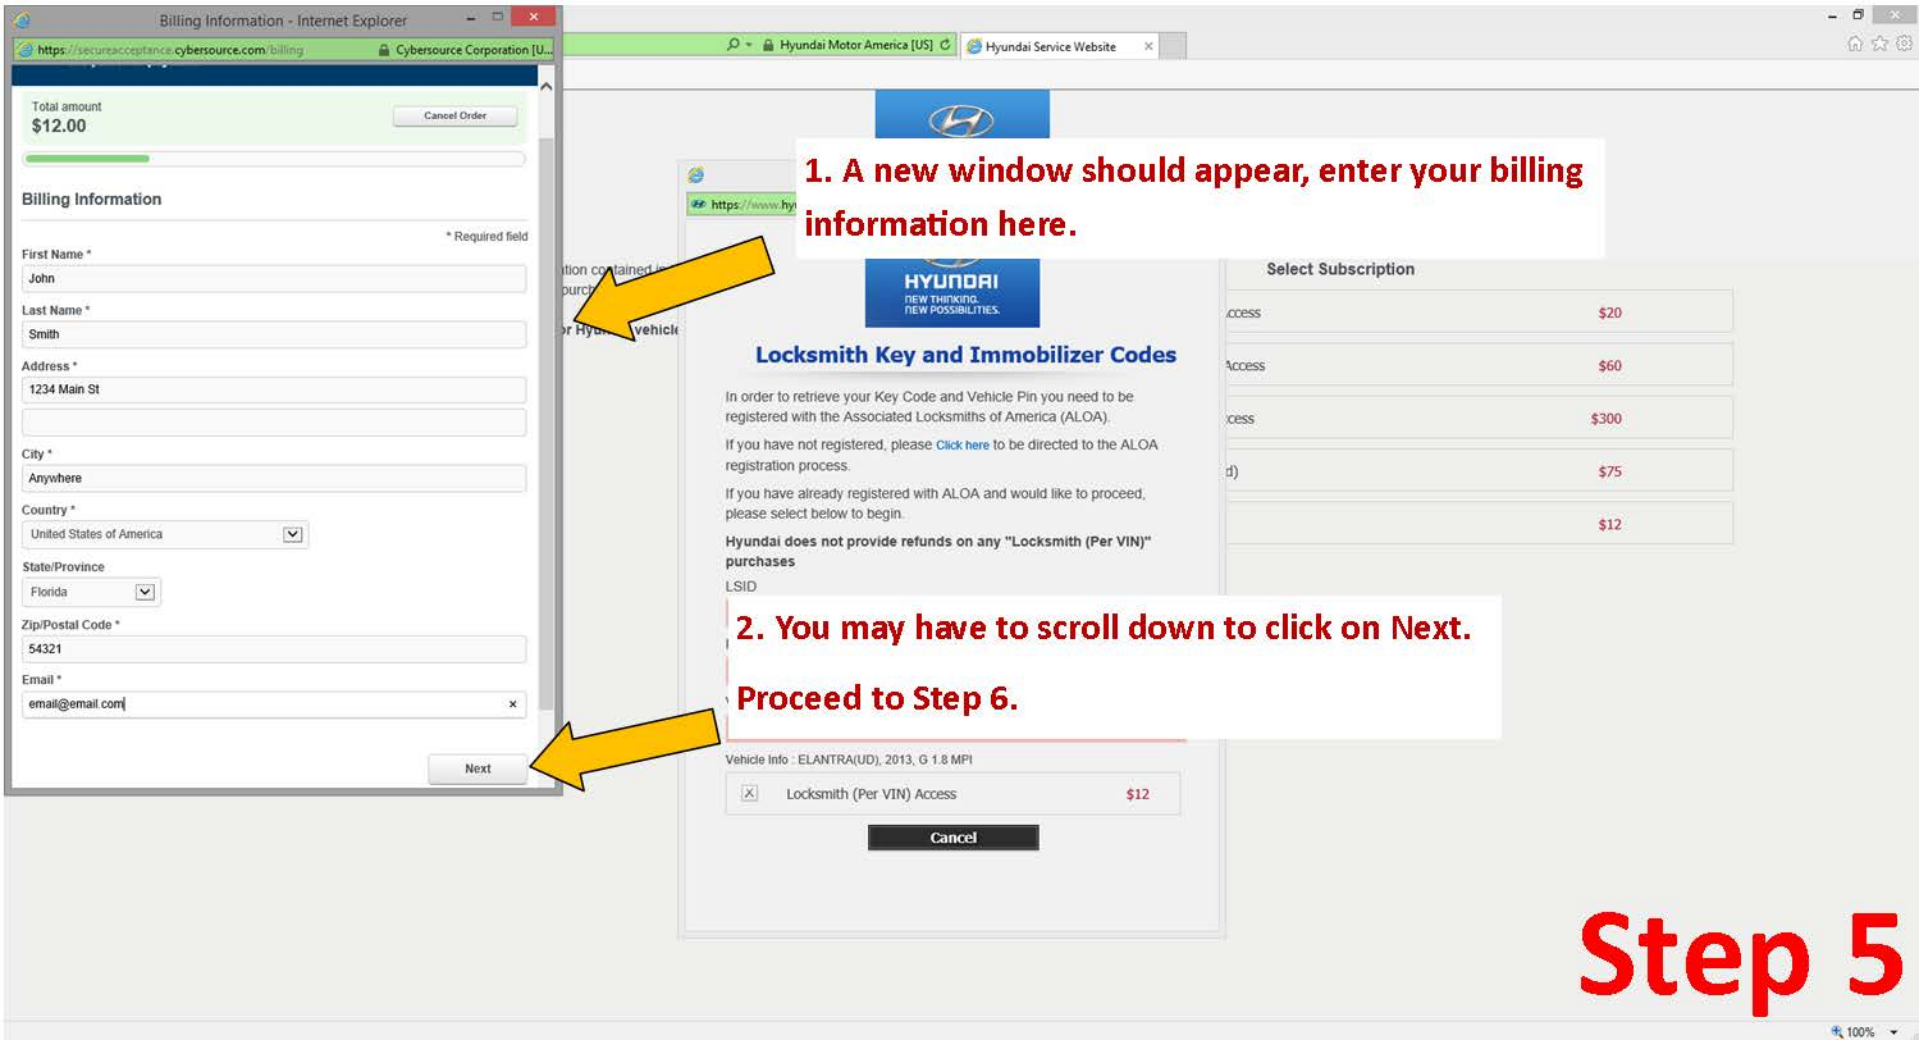 Billing Information - Internet Explorer
https://secureacceptance.cybersource.com/billing
Cybersource Corporation [U...
Hyundai Motor America [US]
Hyundai Service Website
Total amount
$12.00
Cancel Order
Billing Information
* Required field
First Name *
John
Last Name *
Smith
Address *
1234 Main St
City *
Anywhere
Country *
United States of America
State/Province
Florida
Zip/Postal Code *
54321
Email *
email@email.com
Next
1. A new window should appear, enter your billing
information here.
https://www.hy
HYUNDAI
NEW THINKING.
NEW POSSIBILITIES.
Locksmith Key and Immobilizer Codes
In order to retrieve your Key Code and Vehicle Pin you need to be
registered with the Associated Locksmiths of America (ALOA).
If you have not registered, please Click here to be directed to the ALOA
registration process.
If you have already registered with ALOA and would like to proceed,
please select below to begin.
Hyundai does not provide refunds on any "Locksmith (Per VIN)"
purchases
LSID
2. You may have to scroll down to click on Next.
Proceed to Step 6.
Vehicle Info : ELANTRA(UD), 2013, G 1.8 MPI
X Locksmith (Per VIN) Access $12
Cancel
contained
vehicle
Select Subscription
$20
Access $60
$300
d) $75
$12
Step 5
100%